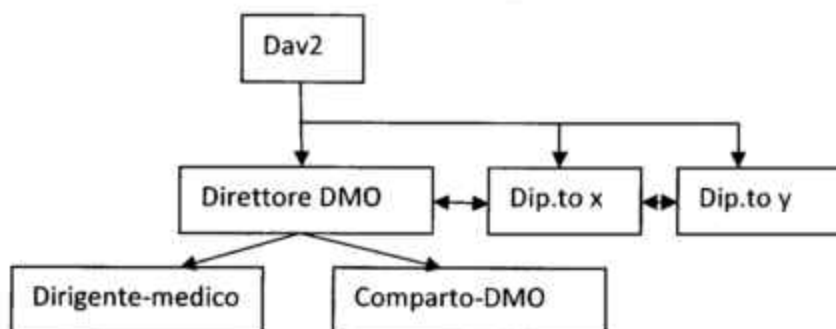 Dav2
Direttore DMO
Dip.to x
Dip.to y
Dirigente-medico
Comparto-DMO